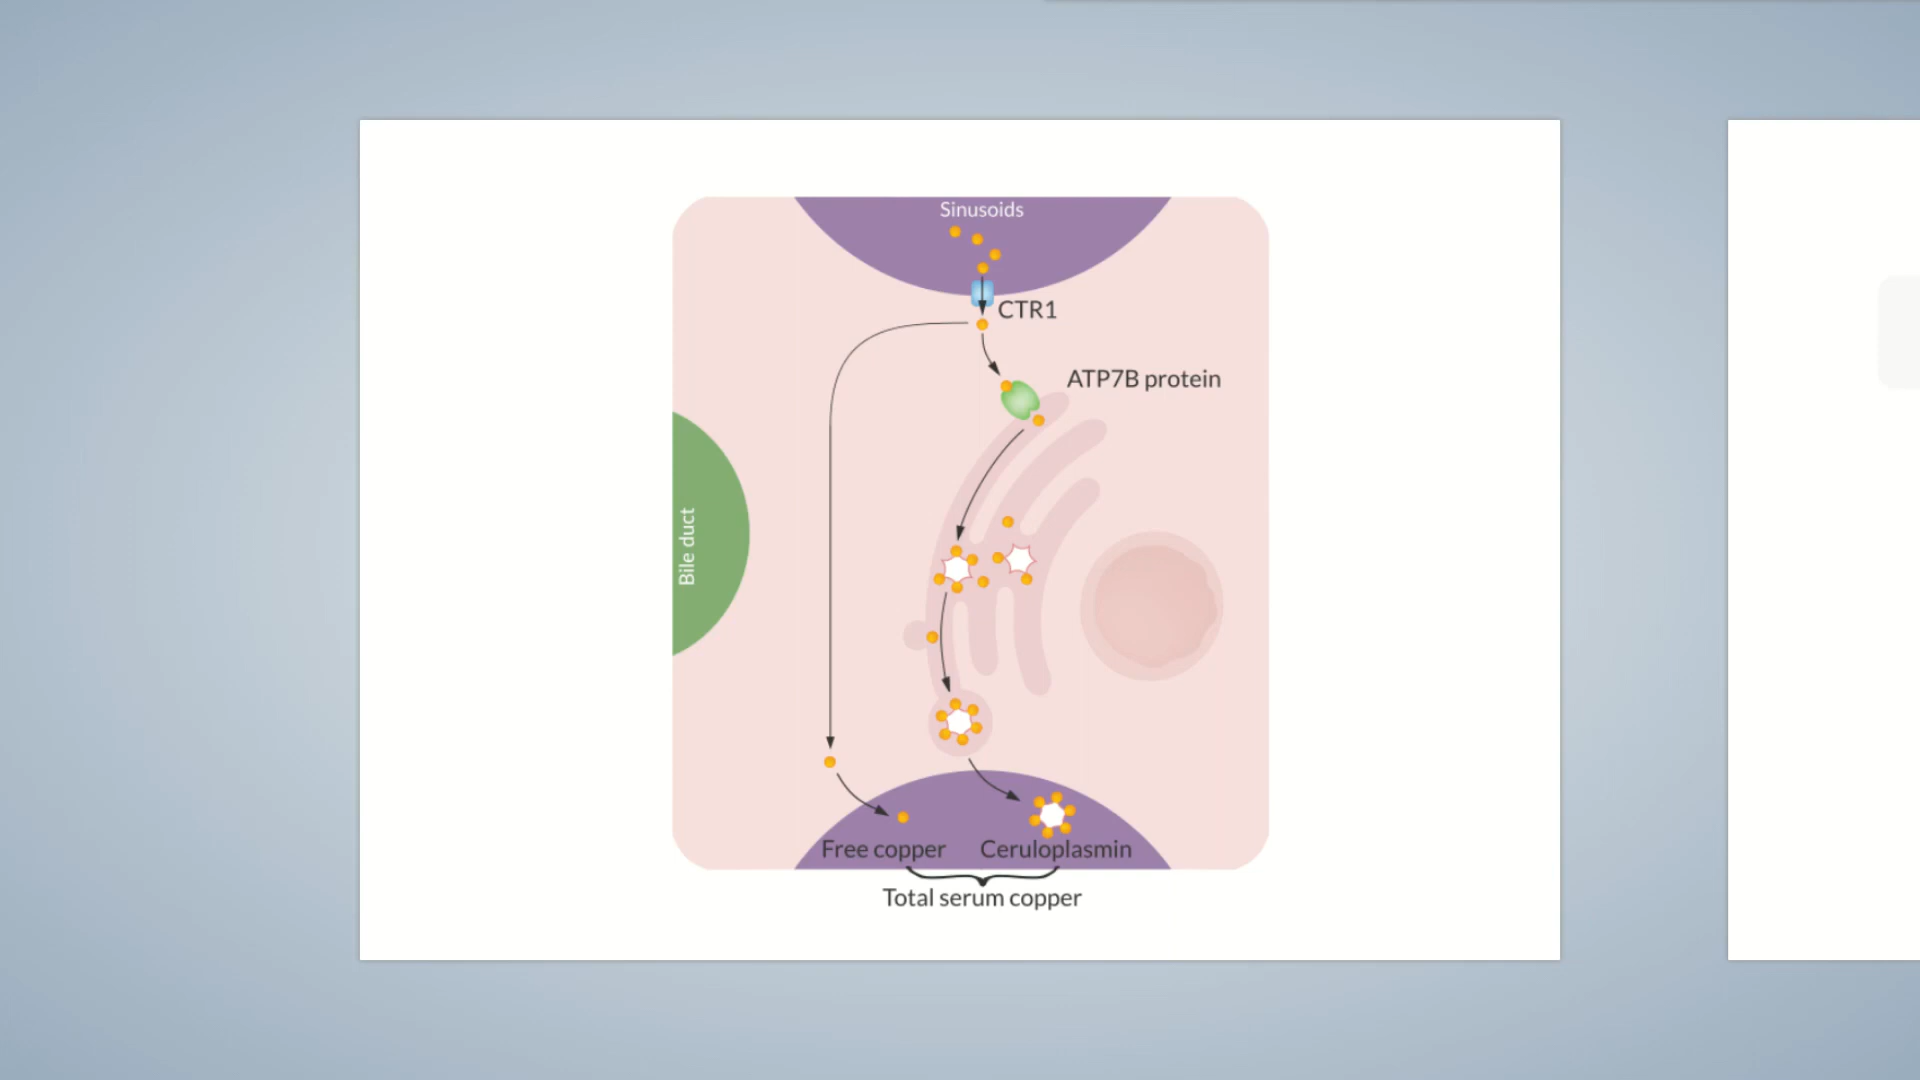 Sinusoids
CTR1
ATP7B protein
Bile duct
Free copper
Ceruloplasmin
Total serum copper